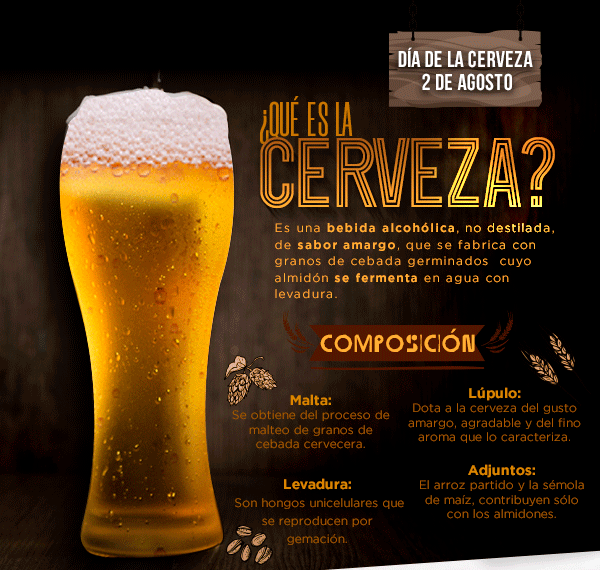 DÍA DE LA CERVEZA
2 DE AGOSTO
¿QUÉ ES LA
CERVEZA?
Es una bebida alcohólica, no destilada,
de sabor amargo, que se fabrica con
granos de cebada germinados cuyo
almidón se fermenta en agua con
levadura.
COMPOSICIÓN
Malta:
Se obtiene del proceso de
malteo de granos de
cebada cervecera.
Lúpulo:
Dota a la cerveza del gusto
amargo, agradable y del fino
aroma que lo caracteriza.
Levadura:
Son hongos unicelulares que
se reproducen por
gemación.
Adjuntos:
El arroz partido y la sémola
de maíz, contribuyen sólo
con los almidones.